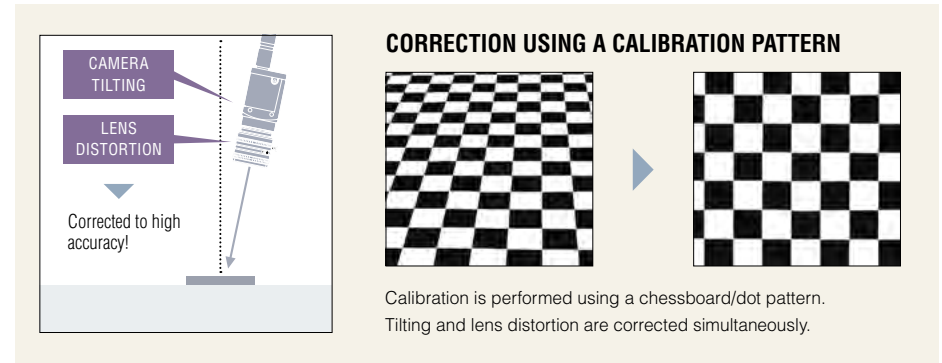 CAMERA
TILTING
LENS
DISTORTION
Corrected to high
accuracy!
CORRECTION USING A CALIBRATION PATTERN
Calibration is performed using a chessboard/dot pattern.
Tilting and lens distortion are corrected simultaneously.